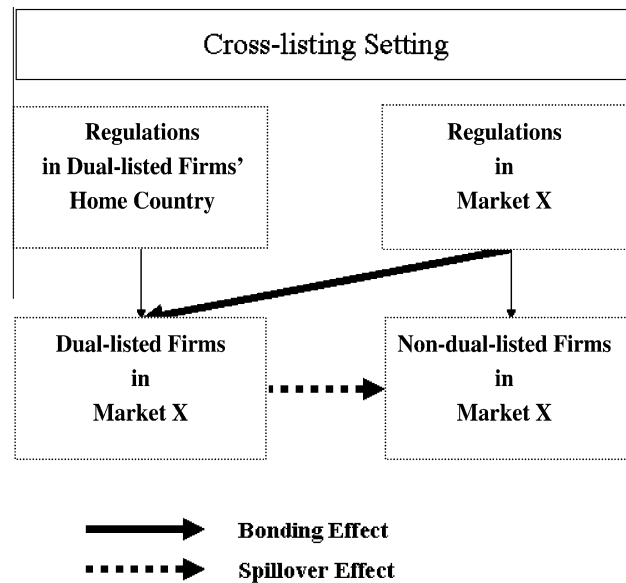 Cross-listing Setting
Regulations
in Dual-listed Firms'
Home Country
Regulations
in
Market X
Dual-listed Firms
in
Market X
Non-dual-listed Firms
in
Market X
Bonding Effect
Spillover Effect